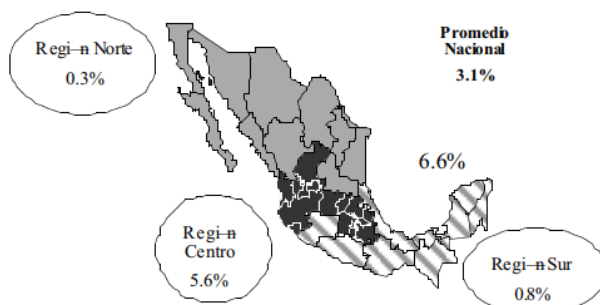 Regi–n Norte
0.3%
Promedio
Nacional
3.1%
6.6%
Regi–n
Centro
5.6%
Regi–n Sur
0.8%